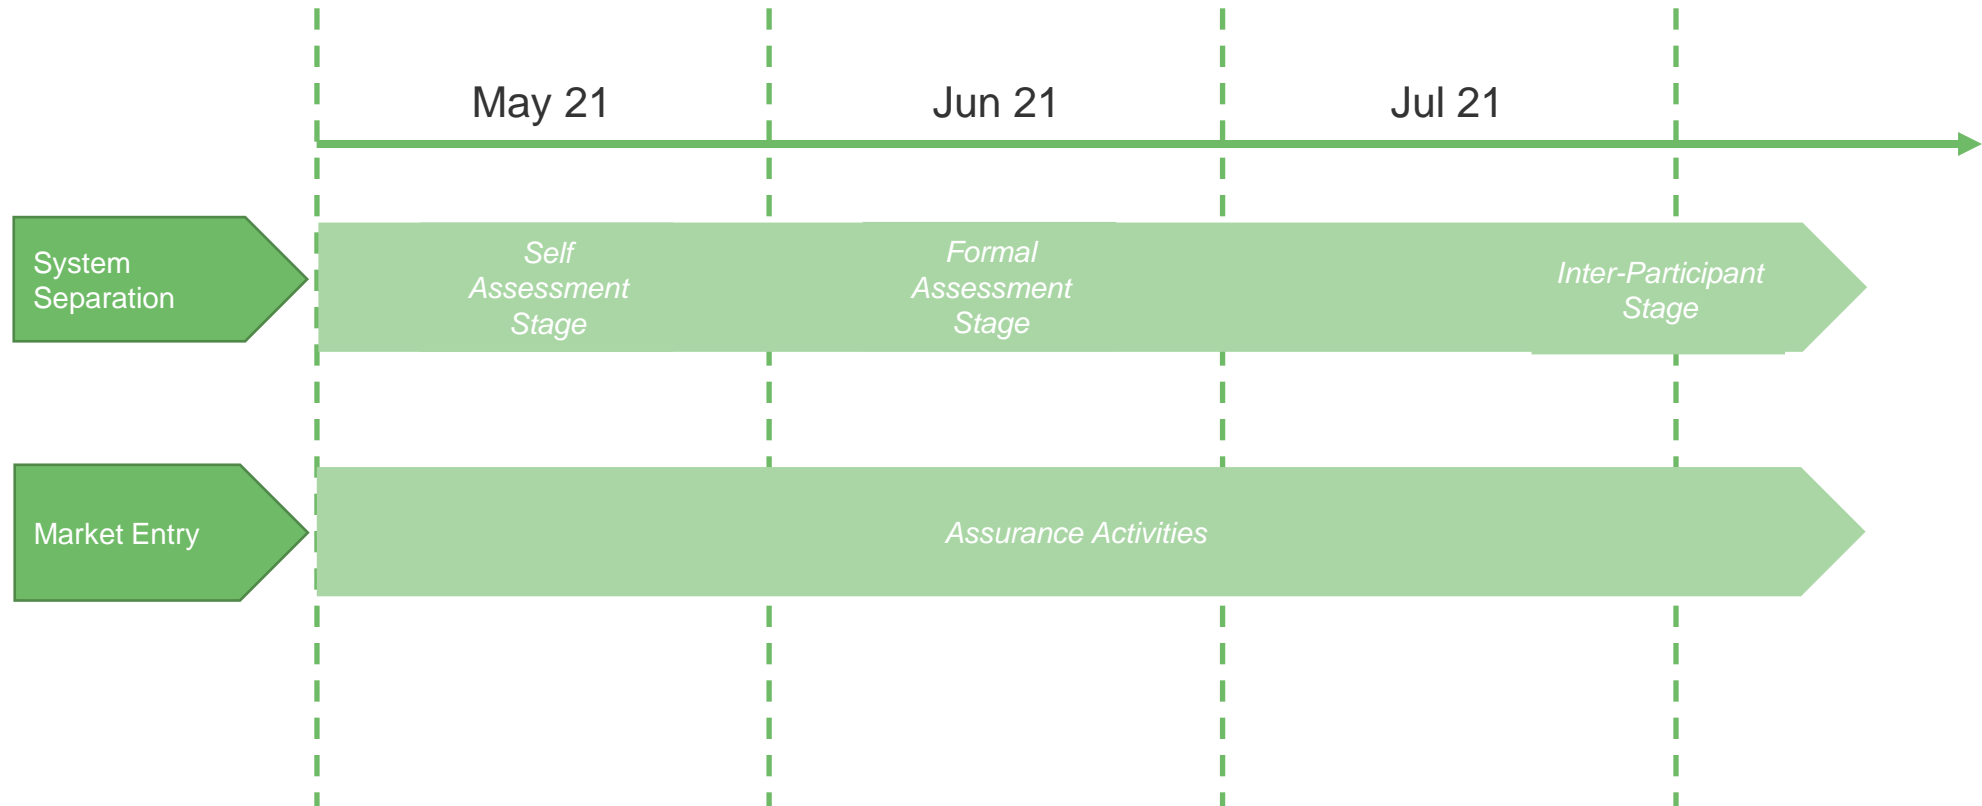 May 21
Jun 21
Jul 21
System
Separation
Self
Assessment
Stage
Formal
Assessment
Stage
Inter-Participant
Stage
Market Entry
Assurance Activities